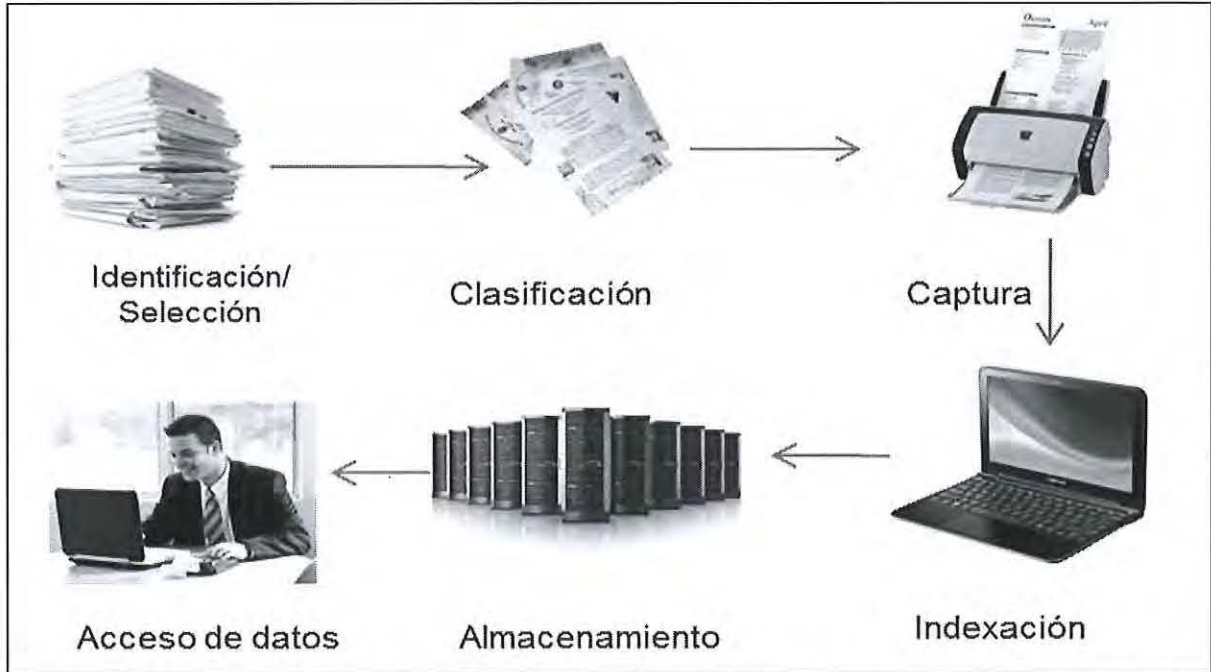 Identificación/
Selección
Clasificación
Captura
Acceso de datos
Almacenamiento
Indexación